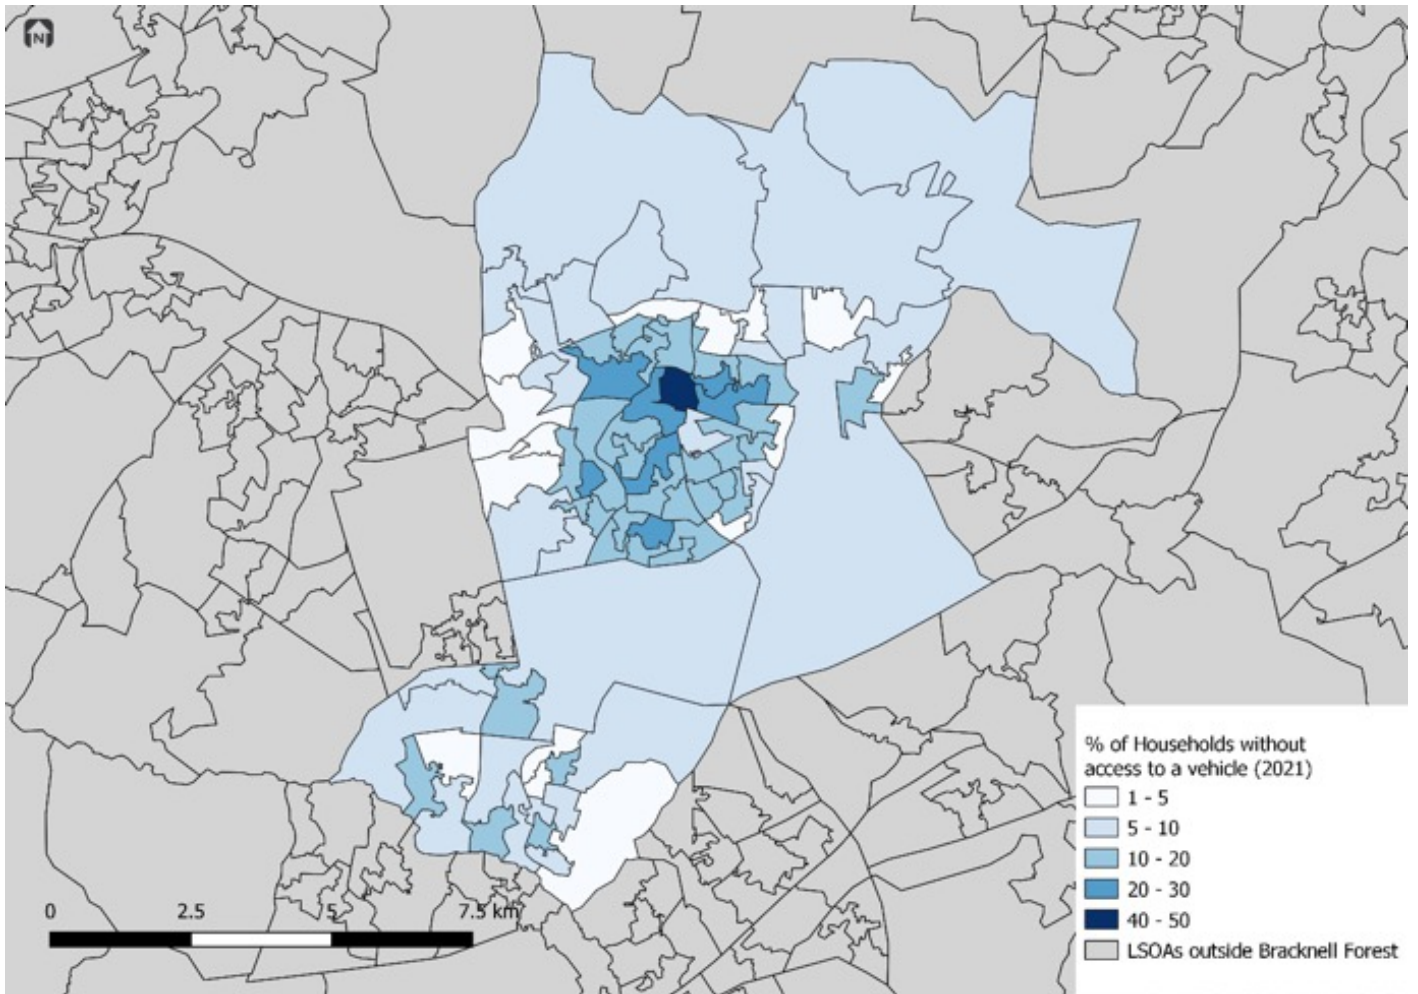 N
% of Households without
access to a vehicle (2021)
1 - 5
5 - 10
10 - 20
20 - 30
40 - 50
LSOAs outside Bracknell Forest
0 2.5 5 7.5 km